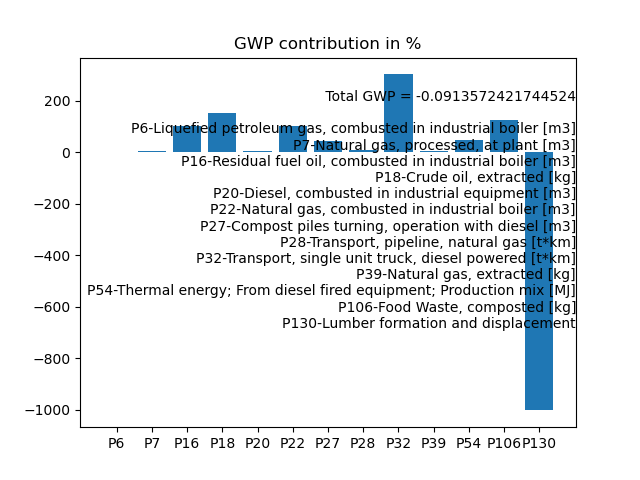 GWP contribution in %
Total GWP = -0.0913572421744524
P6-Liquefied petroleum gas, combusted in industrial boiler [m3]
P7-Natural gas, processed, at plant [m3]
P16-Residual fuel oil, combusted in industrial boiler [m3]
P18-Crude oil, extracted [kg]
P20-Diesel, combusted in industrial equipment [m3]
P22-Natural gas, combusted in industrial boiler [m3]
P27-Compost piles turning, operation with diesel [m3]
P28-Transport, pipeline, natural gas [t*km]
P32-Transport, single unit truck, diesel powered [t*km]
P39-Natural gas, extracted [kg]
P54-Thermal energy; From diesel fired equipment; Production mix [MJ]
P106-Food Waste, composted [kg]
P130-Lumber formation and displacement
200
0
−200
−400
−600
−800
−1000
P6 P7 P16 P18 P20 P22 P27 P28 P32 P39 P54 P106 P130